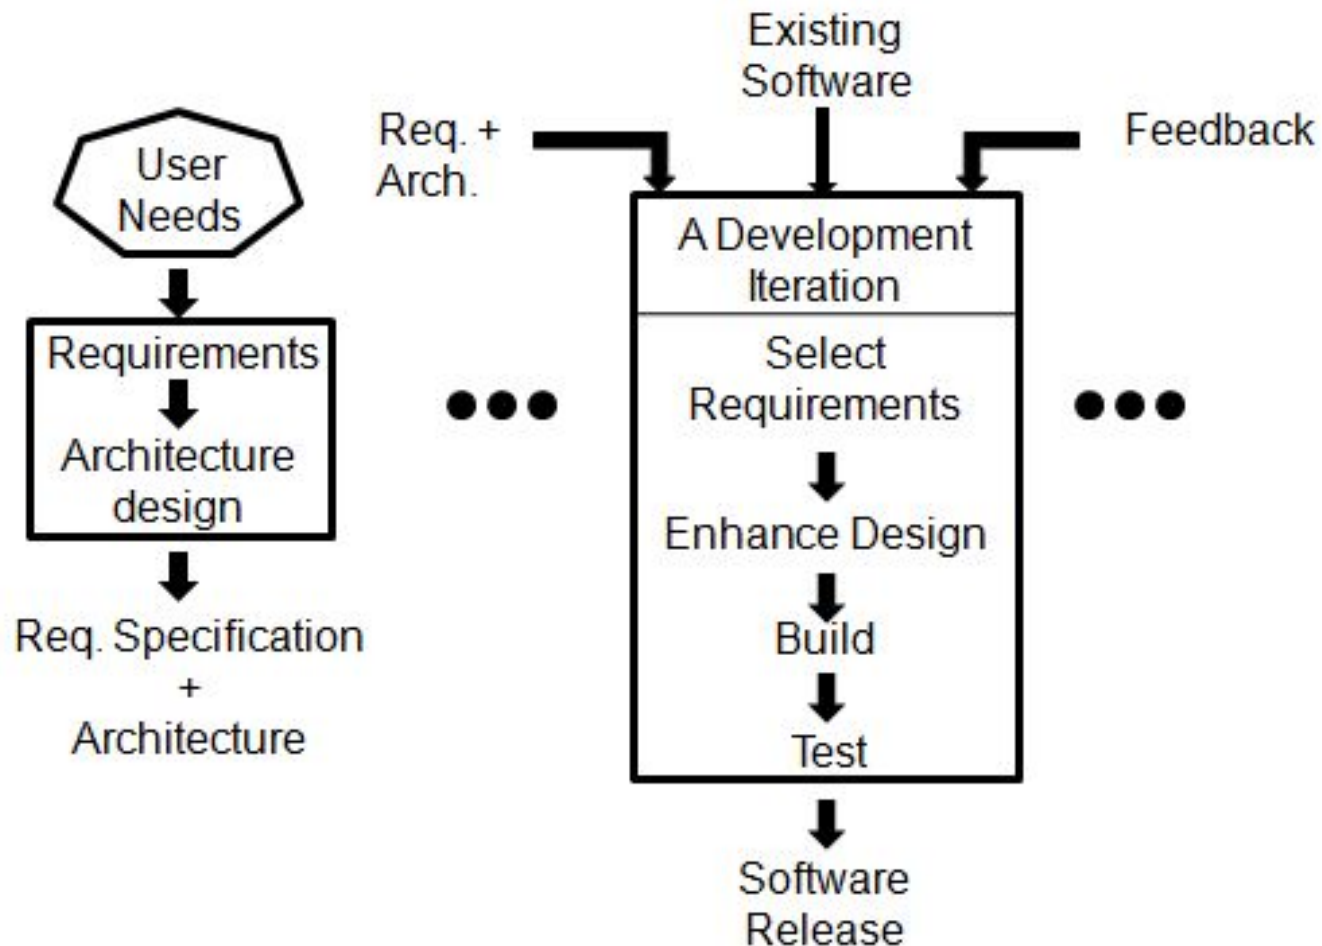 User
Needs
Requirements
Architecture
design
Req. Specification
+
Architecture
Existing
Software
Req. +
Arch.
Feedback
A Development
Iteration
Select
Requirements
Enhance Design
Build
Test
Software
Release